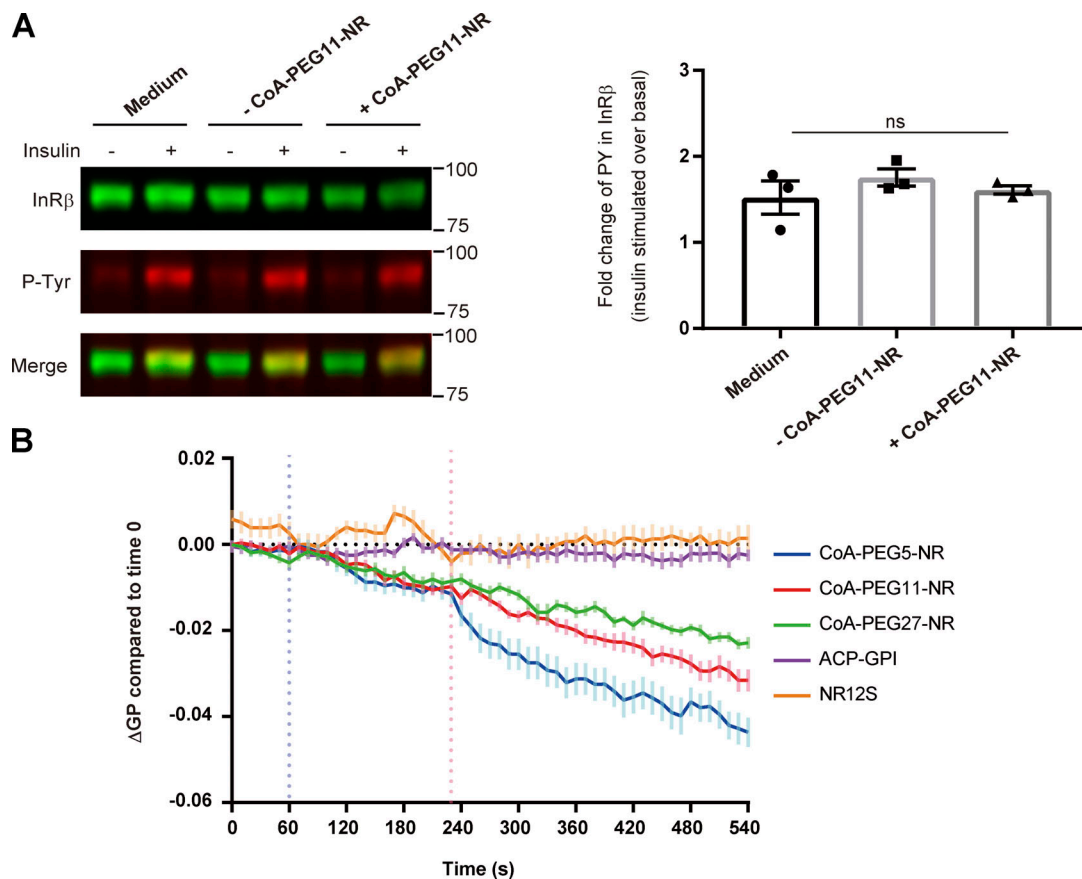 A
Medium
- CoA-PEG11-NR
+ CoA-PEG11-NR
Insulin - + - + - +
InRβ
100
75
P-Tyr
100
75
Merge
100
75
Fold change of PY in InRβ
(insulin stimulated over basal)
3
2
1
0
ns
Medium
- CoA-PEG11-NR
+ CoA-PEG11-NR
B
ΔGP compared to time 0
0.02
0.00
-0.02
-0.04
-0.06
0 60 120 180 240 300 360 420 480 540
Time (s)
CoA-PEG5-NR
CoA-PEG11-NR
CoA-PEG27-NR
ACP-GPI
NR12S